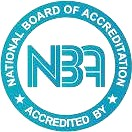 NATIONAL BOARD OF ACCREDITATION
NBA
★ ACCREDITED BY ★